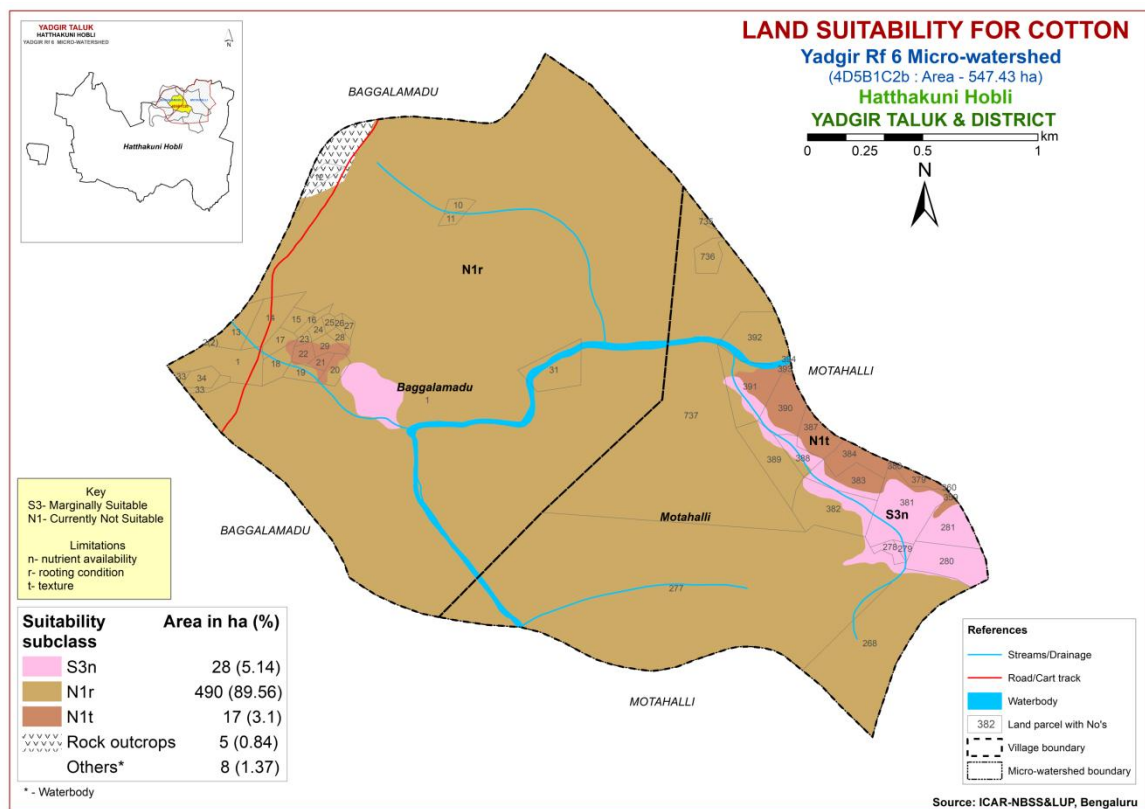 YADGIR TALUK
HATTHAKUNI HOBLI
YADGIR Rf 6 MICRO-WATERSHED
N
Hatthakuni Hobli
LAND SUITABILITY FOR COTTON
Yadgir Rf 6 Micro-watershed
(4D5B1C2b : Area - 547.43 ha)
Hatthakuni Hobli
YADGIR TALUK & DISTRICT
km
0 0.25 0.5 1
N
BAGGALAMADU
12
10
11
N1r
735
736
13
14
15 16 25 26 27
24
17 23 28
22 29
21
1 18 19 20
33 34
33
Baggalamadu
1
31
392
394
393
MOTAHALLI
391
390
387
N1t
737
389
388
384
383
379
360
382
381
S3n
281
278 279
280
Motahalli
277
268
BAGGALAMADU
MOTAHALLI
Key
S3- Marginally Suitable
N1- Currently Not Suitable
Limitations
n- nutrient availability
r- rooting condition
t- texture
Suitability subclass Area in ha (%)
S3n 28 (5.14)
N1r 490 (89.56)
N1t 17 (3.1)
Rock outcrops 5 (0.84)
Others* 8 (1.37)
* - Waterbody
References
Streams/Drainage
Road/Cart track
Waterbody
382 Land parcel with No's
Village boundary
Micro-watershed boundary
Source: ICAR-NBSS&LUP, Bengaluru